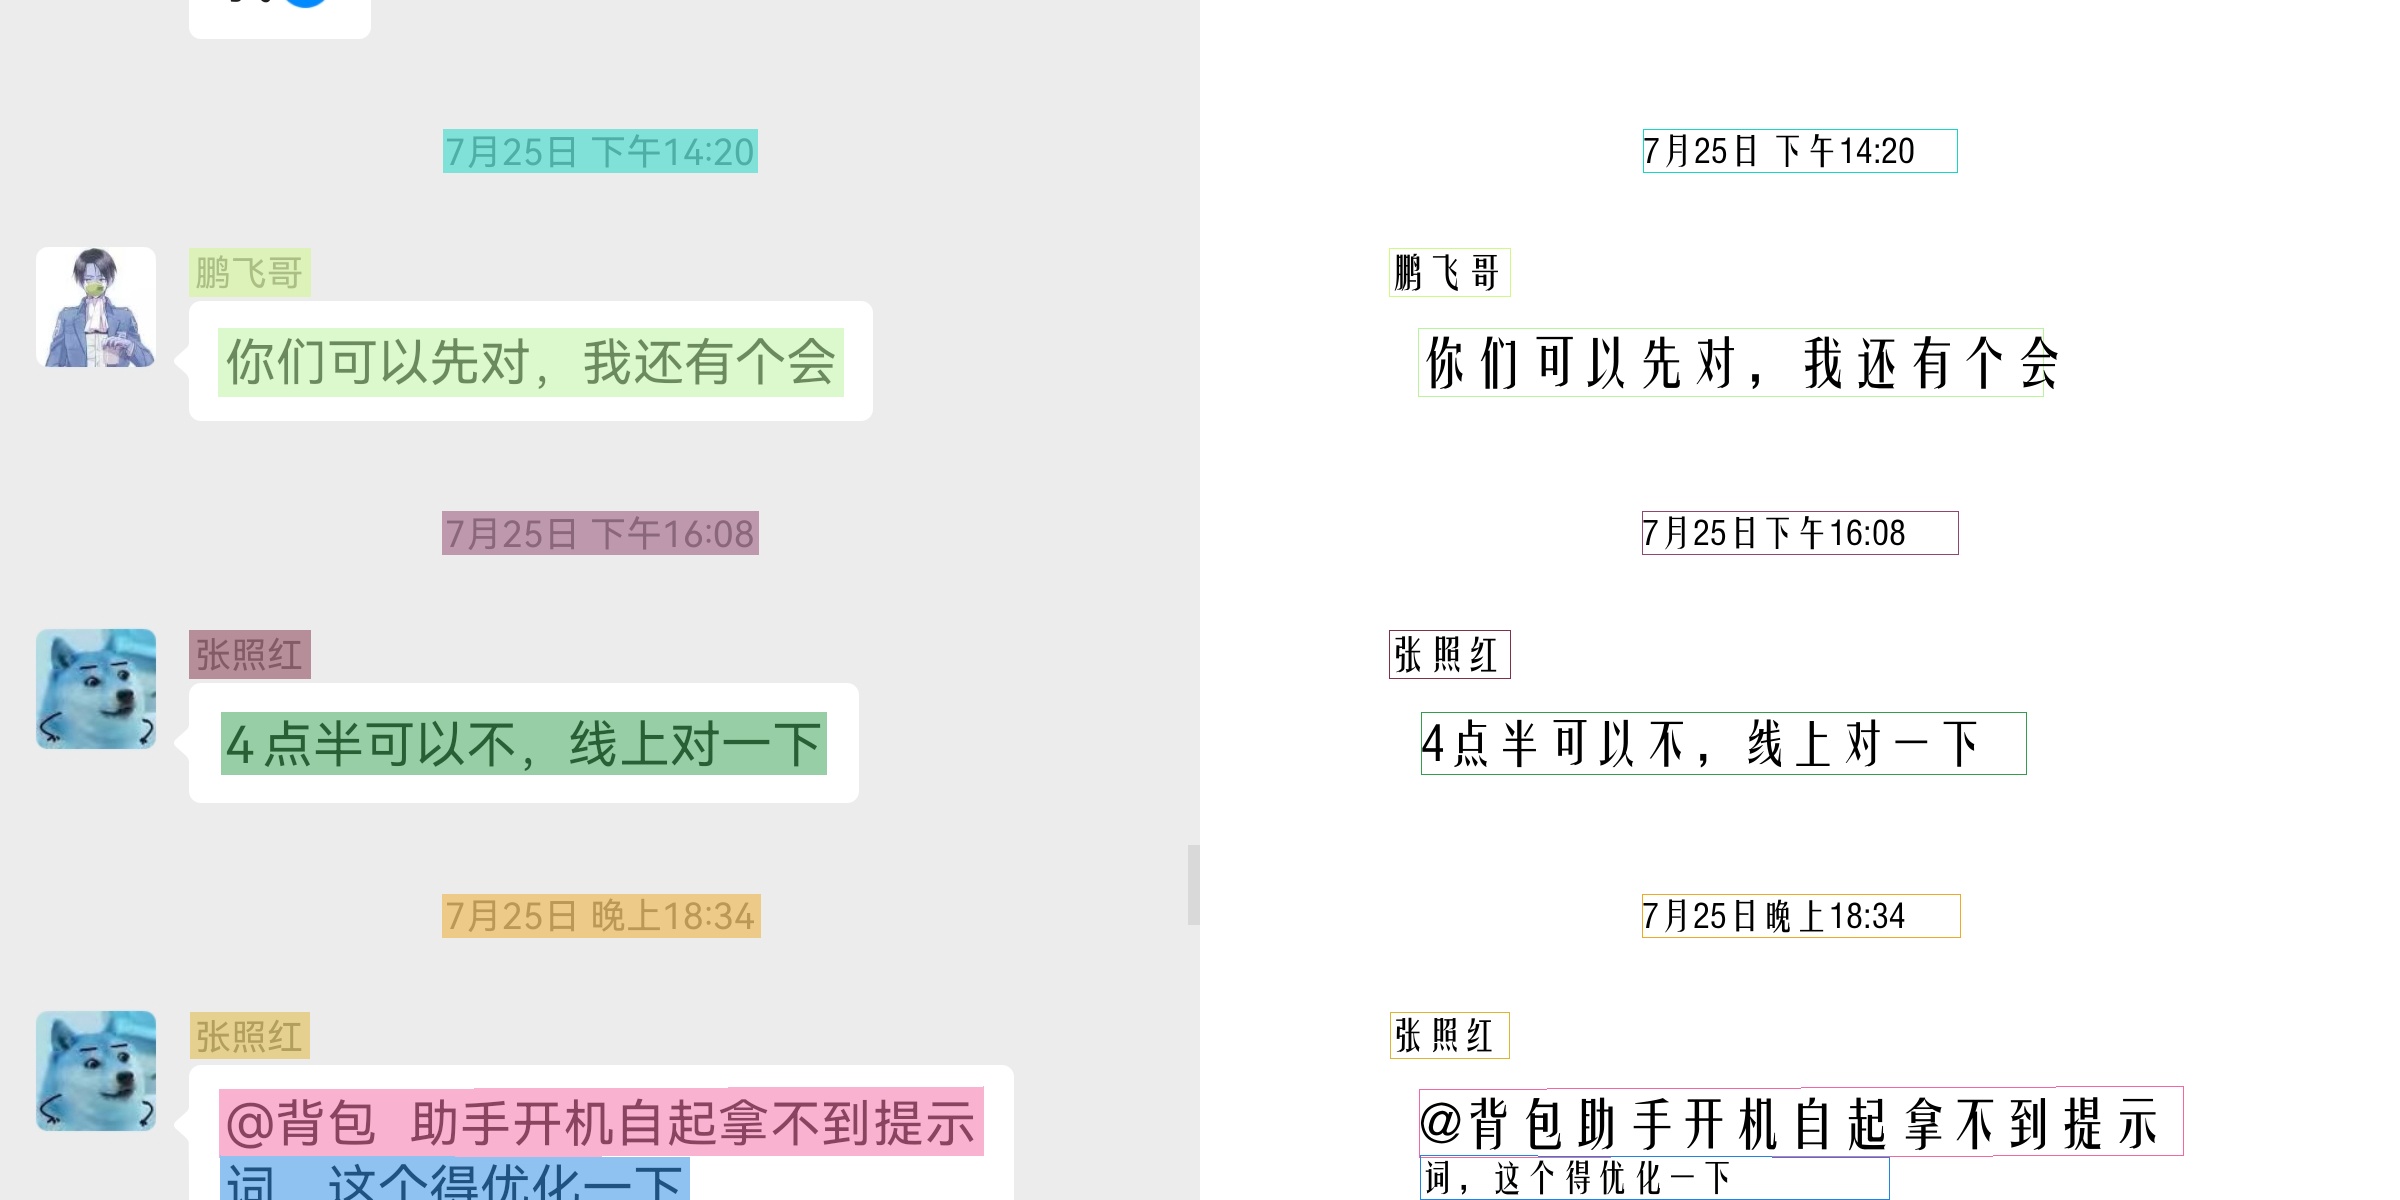 7月25日 下午14:20
鹏飞哥
你们可以先对，我还有个会
7月25日 下午16:08
张照红
4点半可以不，线上对一下
7月25日 晚上18:34
张照红
@背包 助手开机自起拿不到提示
词，这个得优化一下
7月25日 下午14:20
鹏飞哥
你们可以先对，我还有个会
7月25日下午16:08
张照红
4点半可以不，线上对一下
7月25日晚上18:34
张照红
@背包助手开机自起拿不到提示
词，这个得优化一下